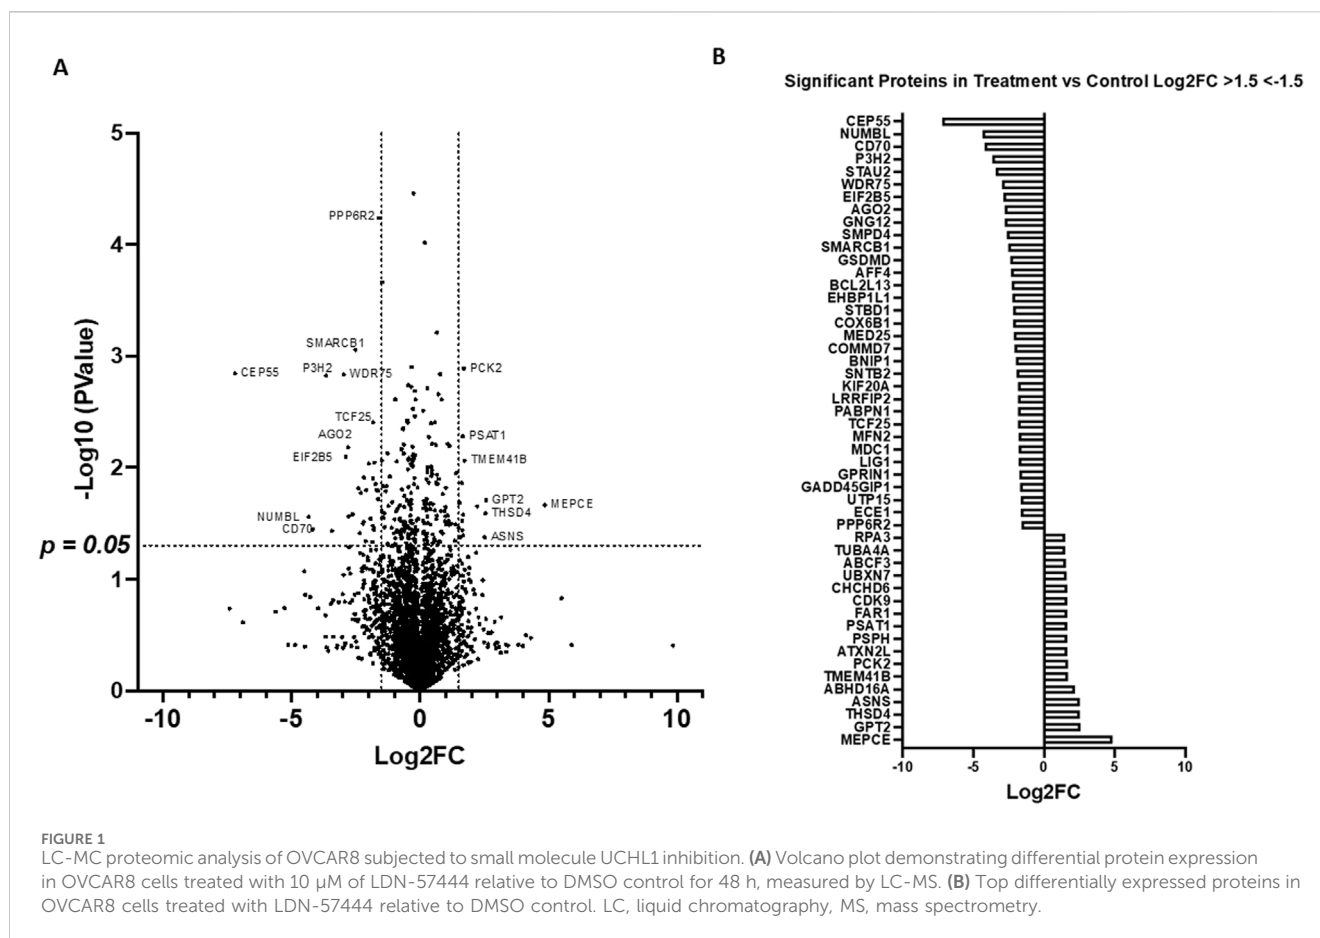 A
5
4
3
2
1
0
-Log10 (PValue)
p = 0.05
PPP6R2
SMARCB1
CEP55
P3H2
WDR75
PCK2
TCF25
AGO2
EIF2B5
PSAT1
TMEM41B
GPT2
MEPCE
THSD4
NUMBL
CD70
ASNS
-10
-5
0
5
10
Log2FC
B
Significant Proteins in Treatment vs Control Log2FC >1.5 <-1.5
CEP55
NUMBL
CD70
P3H2
STAU2
WDR75
EIF2B5
AGO2
GNG12
SMPD4
SMARCB1
GSDMD
AFF4
BCL2L13
EHBP1L1
STBD1
COX6B1
MED25
COMMD7
BNIP1
SNTB2
KIF20A
LRRFIP2
PABPN1
TCF25
MFN2
MDC1
LIG1
GPRIN1
GADD45GIP1
UTP15
ECE1
PPP6R2
RPA3
TUBA4A
ABCF3
UBXN7
CHCHD6
CDK9
FAR1
PSAT1
PSPH
ATXN2L
PCK2
TMEM41B
ABHD16A
ASNS
THSD4
GPT2
MEPCE
-10
-5
0
5
10
Log2FC
FIGURE 1
LC-MC proteomic analysis of OVCAR8 subjected to small molecule UCHL1 inhibition. (A) Volcano plot demonstrating differential protein expression
in OVCAR8 cells treated with 10 μM of LDN-57444 relative to DMSO control for 48 h, measured by LC-MS. (B) Top differentially expressed proteins in
OVCAR8 cells treated with LDN-57444 relative to DMSO control. LC, liquid chromatography, MS, mass spectrometry.